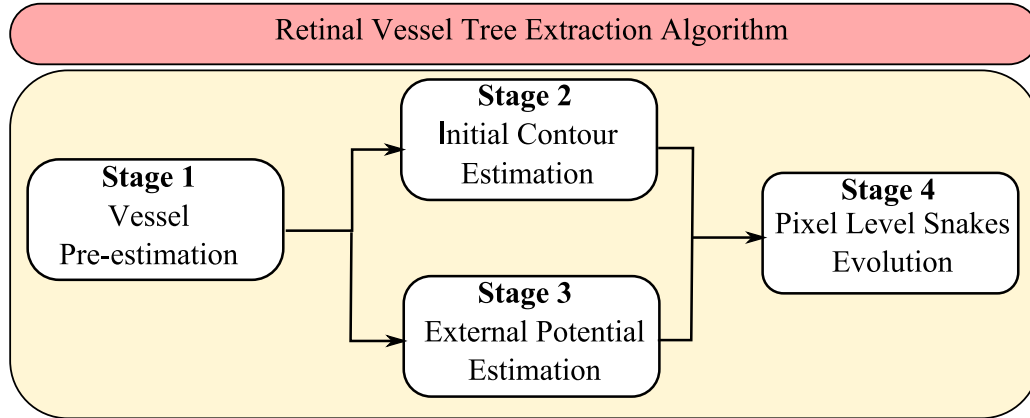 Retinal Vessel Tree Extraction Algorithm
Stage 1
Vessel
Pre-estimation
Stage 2
Initial Contour
Estimation
Stage 3
External Potential
Estimation
Stage 4
Pixel Level Snakes
Evolution